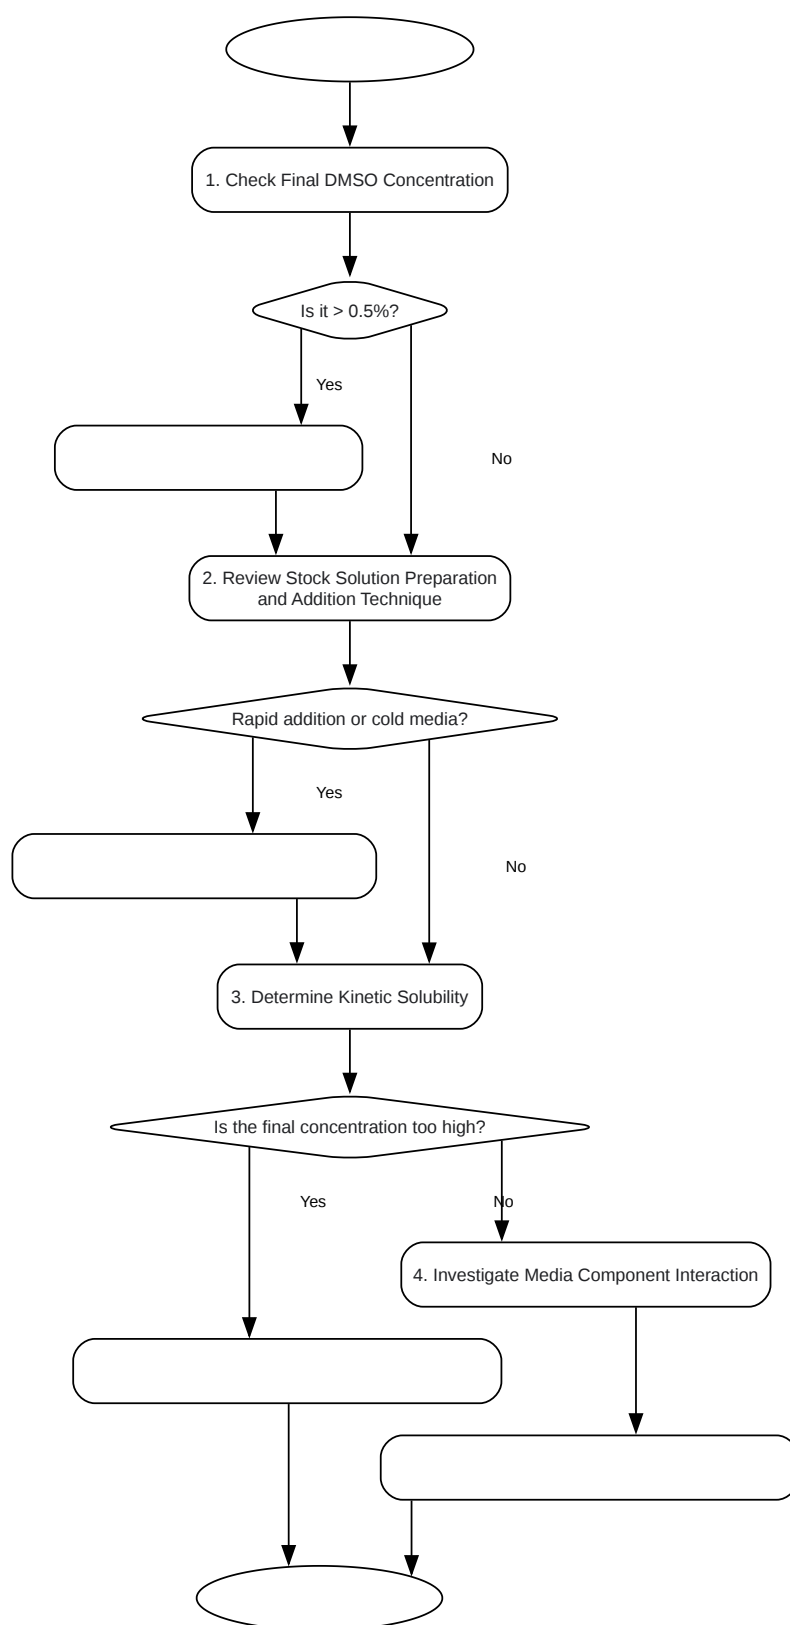 1. Check Final DMSO Concentration
Is it > 0.5%?
Yes
No
2. Review Stock Solution Preparation
and Addition Technique
Rapid addition or cold media?
Yes
No
3. Determine Kinetic Solubility
Is the final concentration too high?
Yes
No
4. Investigate Media Component Interaction